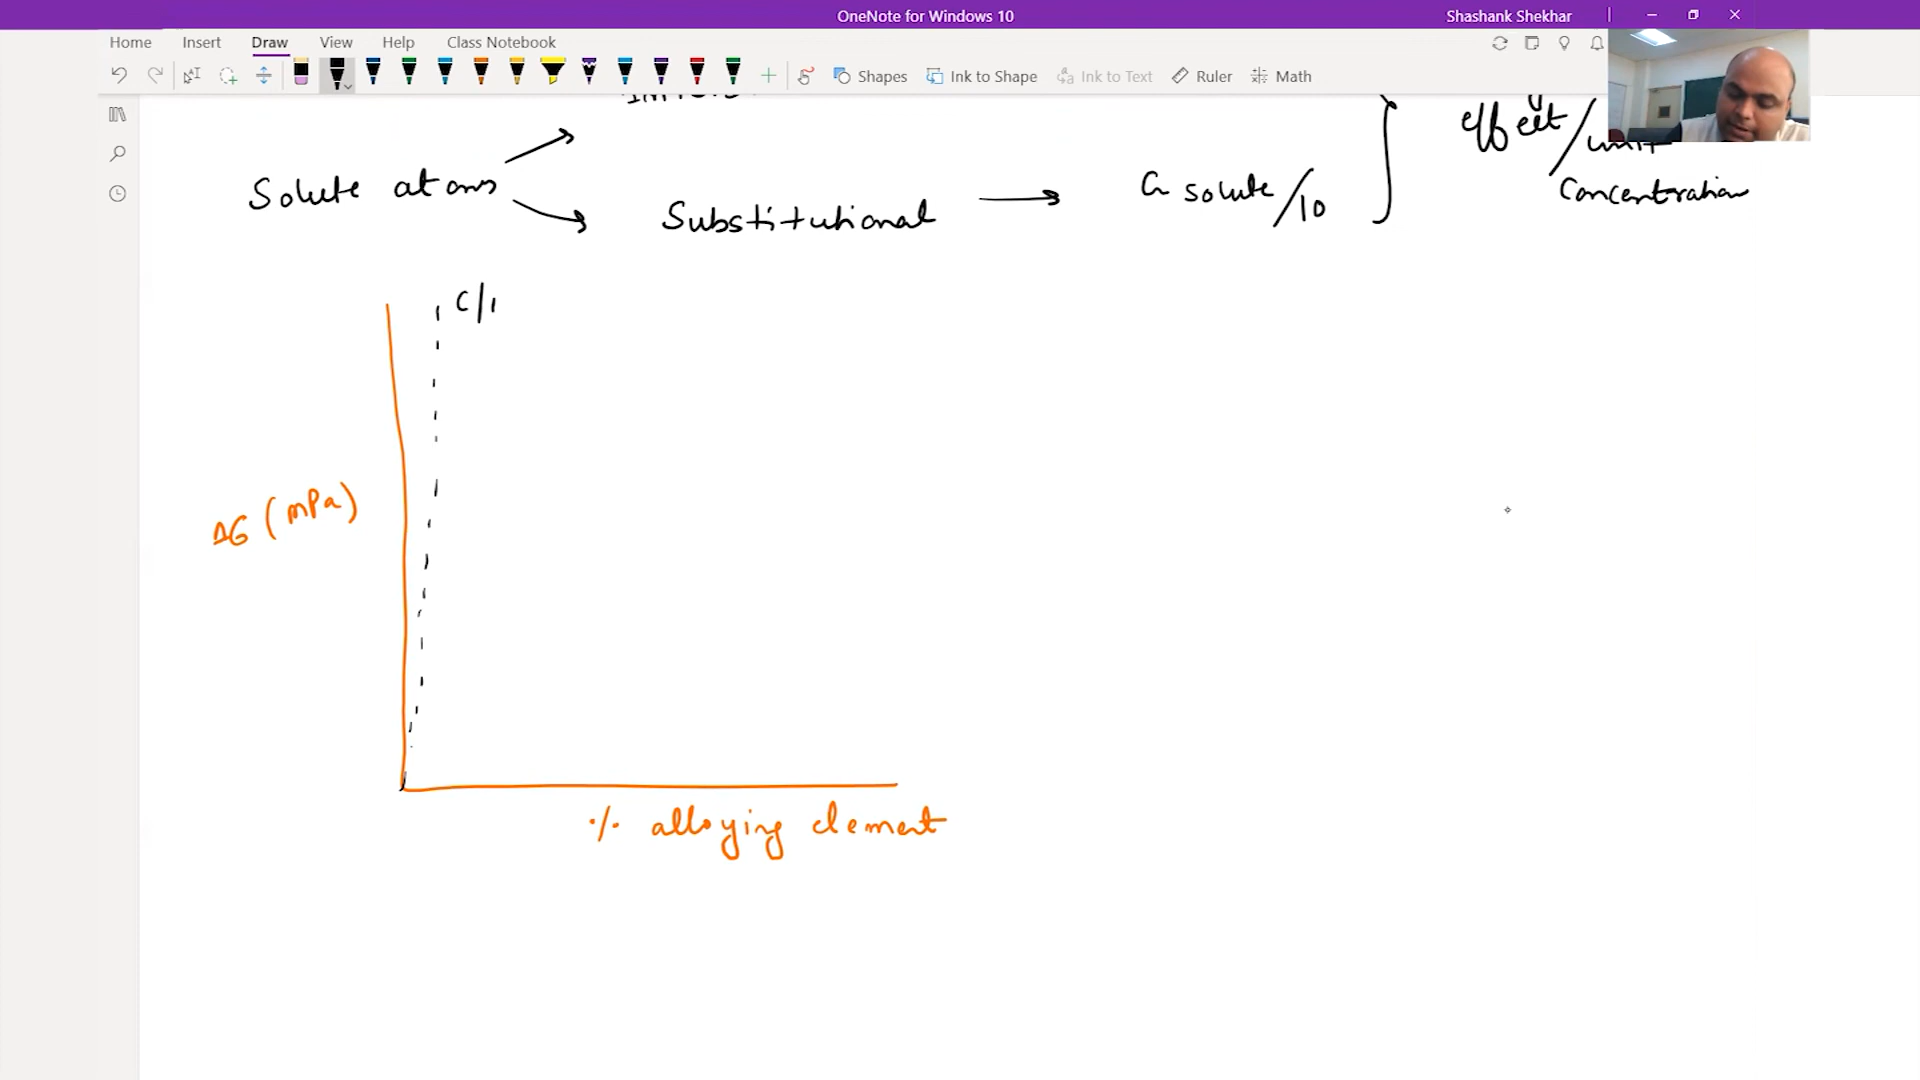 OneNote for Windows 10
Shashank Shekhar
Home Insert Draw View Help Class Notebook
Shapes Ink to Shape Ink to Text Ruler Math
effect/unit
Concentration
Solute atoms
Substitutional → G solute/10
C/
ΔG (mPa)
% alloying element